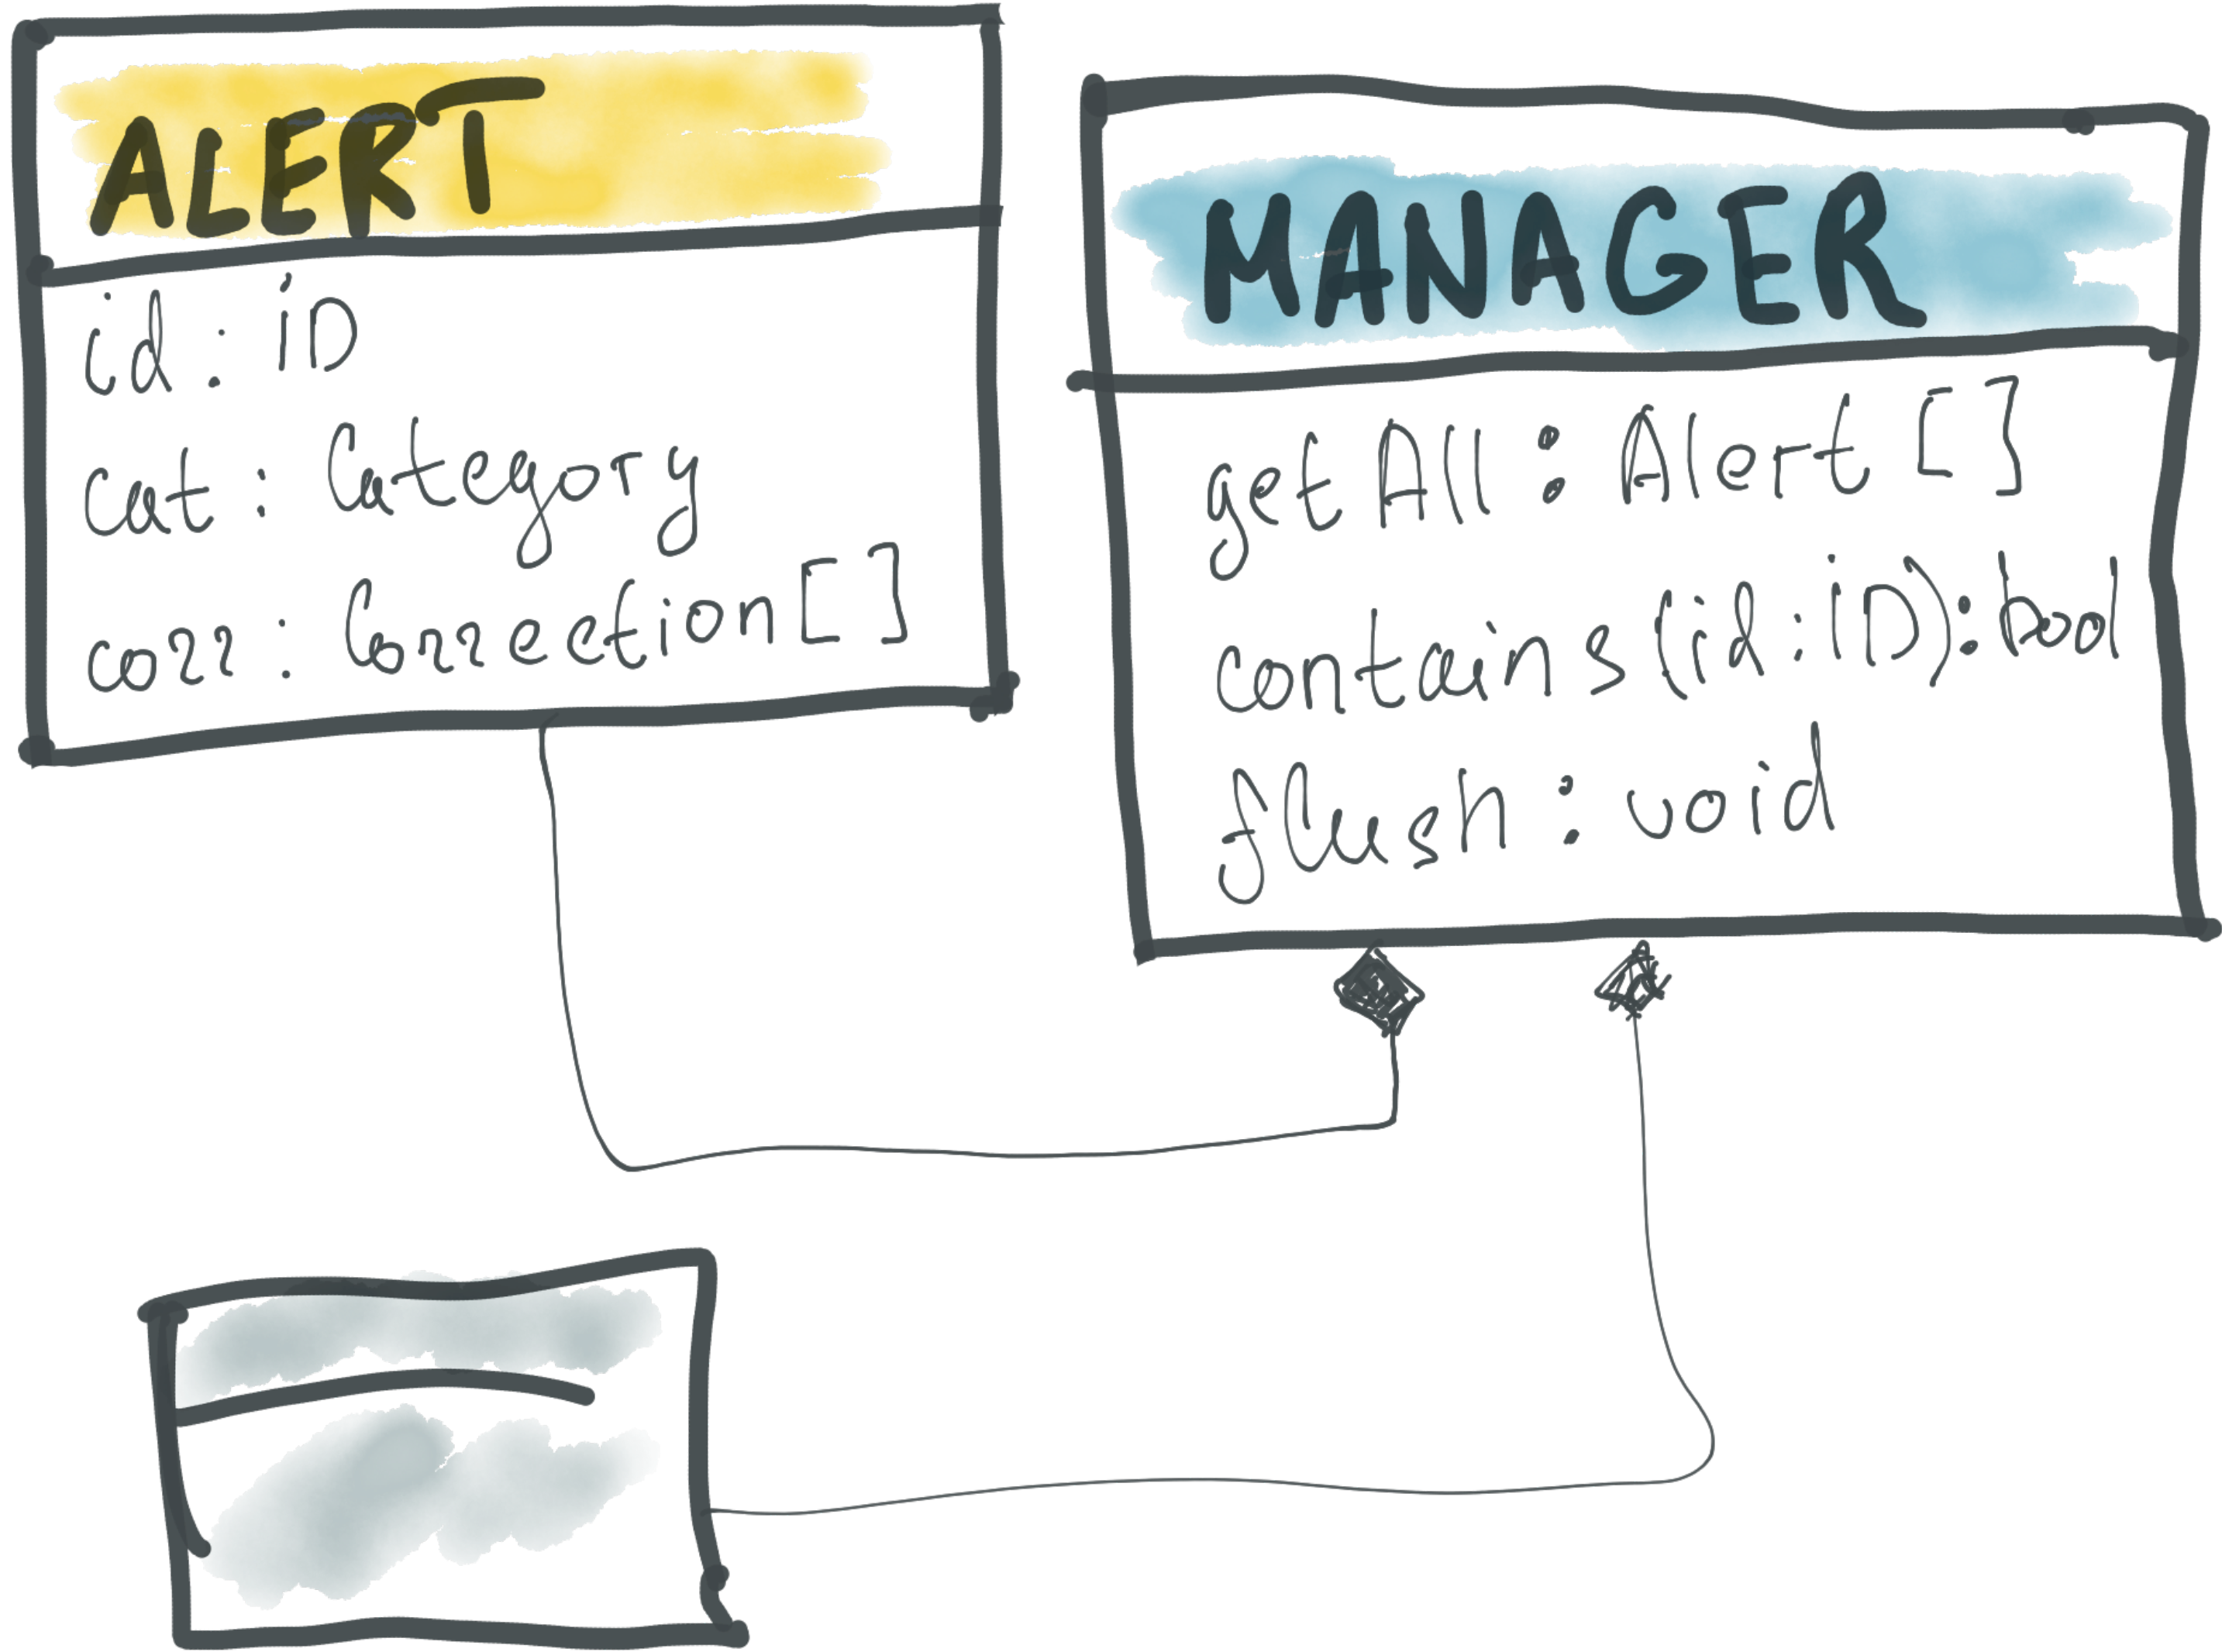 ALERT
id: iD
cat: Category
corr: Correction[]
MANAGER
getAll: Alert[]
contains(id:iD):bool
flush: void